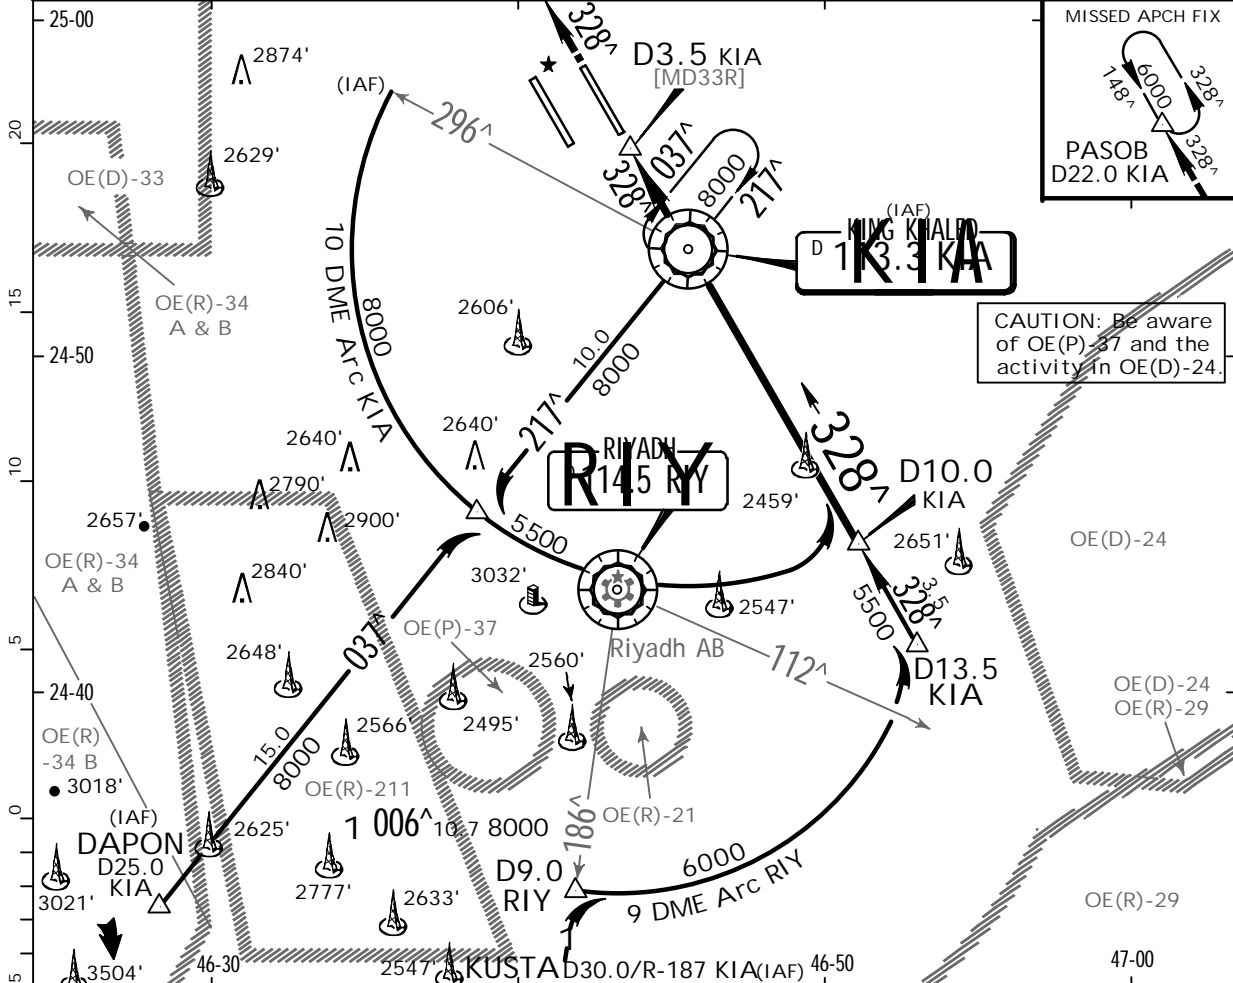 25-00
2874'
(IAF)
328^
D3.5 KIA
[MD33R]
MISSED APCH FIX
6000
148^
328^
328^
PASOB
D22.0 KIA
296^
20
2629'
OE(D)-33
037^
8000
217^
328^
(IAF)
KING KHALED
D 113.3 KIA
KIA
10 DME Arc KIA
8000
OE(R)-34
A & B
15
2606'
10.0
8000
CAUTION: Be aware
of OE(P)-37 and the
activity in OE(D)-24.
24-50
217^
328^
2640'
2640'
RIYADH
114.5 RIY
RIY
10
2790'
2459'
D10.0
KIA
2657'
2900'
5500
2651'
OE(D)-24
OE(R)-34
A & B
2840'
3032'
2547'
3.5
328^
5500
037^
OE(P)-37
Riyadh AB
112^
5
2648'
2560'
D13.5
KIA
24-40
OE(D)-24
OE(R)-29
2566'
2495'
OE(R)
-34 B
15.0
8000
3018'
OE(R)-211
186^
OE(R)-21
0
(IAF)
DAPON
D25.0
KIA
2625'
1 006^ 10.7 8000
6000
9 DME Arc RIY
D9.0
RIY
2777'
3021'
2633'
OE(R)-29
3504'
46-30
2547'
KUSTA D30.0/R-187 KIA(IAF)
46-50
47-00
5